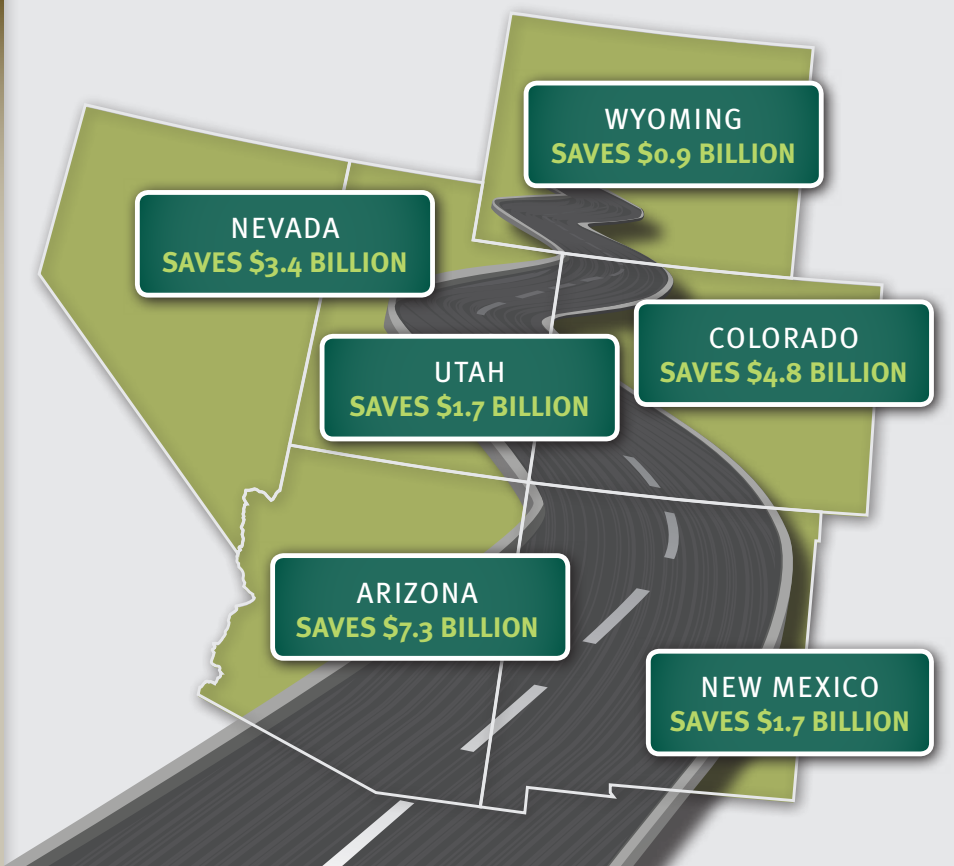 WYOMING
SAVES $0.9 BILLION
NEVADA
SAVES $3.4 BILLION
COLORADO
SAVES $4.8 BILLION
UTAH
SAVES $1.7 BILLION
ARIZONA
SAVES $7.3 BILLION
NEW MEXICO
SAVES $1.7 BILLION